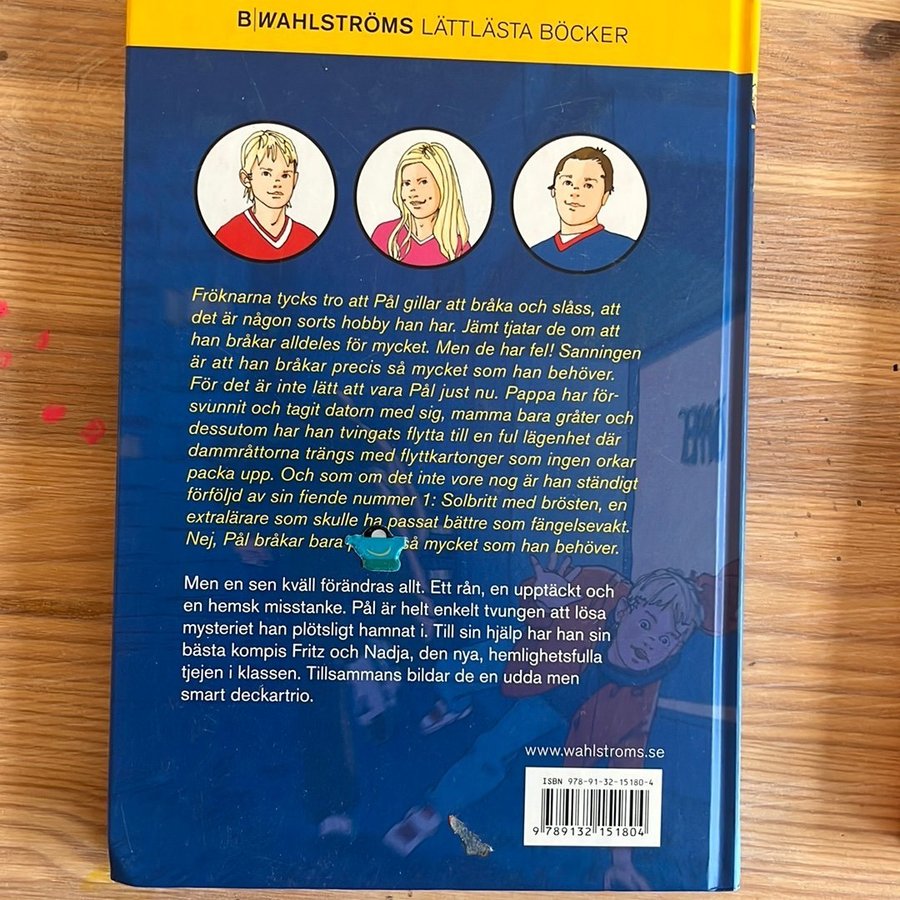 B|WAHLSTRÖMS LÄTTLÄSTA BÖCKER
Fröknarna tycks tro att Pål gillar att bråka och slåss, att
det är någon sorts hobby han har. Jämt tjatar de om att
han bråkar alldeles för mycket. Men de har fel! Sanningen
är att han bråkar precis så mycket som han behöver.
För det är inte lätt att vara Pål just nu. Pappa har för-
svunnit och tagit datorn med sig, mamma bara gråter och
dessutom har han tvingats flytta till en ful lägenhet där
dammråttorna trängs med flyttkartonger som ingen orkar
packa upp. Och som om det inte vore nog är han ständigt
förföljd av sin fiende nummer 1: Solbritt med brösten, en
extralärare som skulle ha passat bättre som fängelsevakt.
Nej, Pål bråkar bara så mycket som han behöver.
Men en sen kväll förändras allt. Ett rån, en upptäckt och
en hemsk misstanke. Pål är helt enkelt tvungen att lösa
mysteriet han plötsligt hamnat i. Till sin hjälp har han sin
bästa kompis Fritz och Nadja, den nya, hemlighetsfulla
tjejen i klassen. Tillsammans bildar de en udda men
smart deckartrio.
www.wahlstroms.se
ISBN 978-91-32-15180-4
9 789132 151804